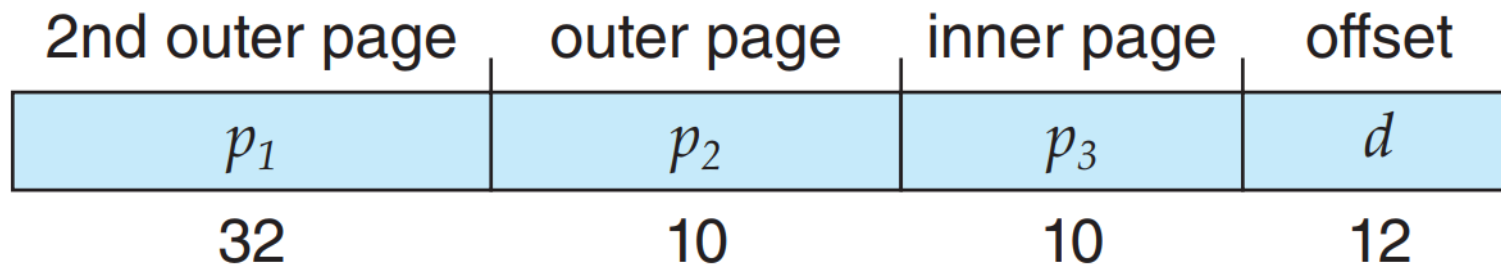 2nd outer page outer page inner page offset
p1 p2 p3 d
32 10 10 12